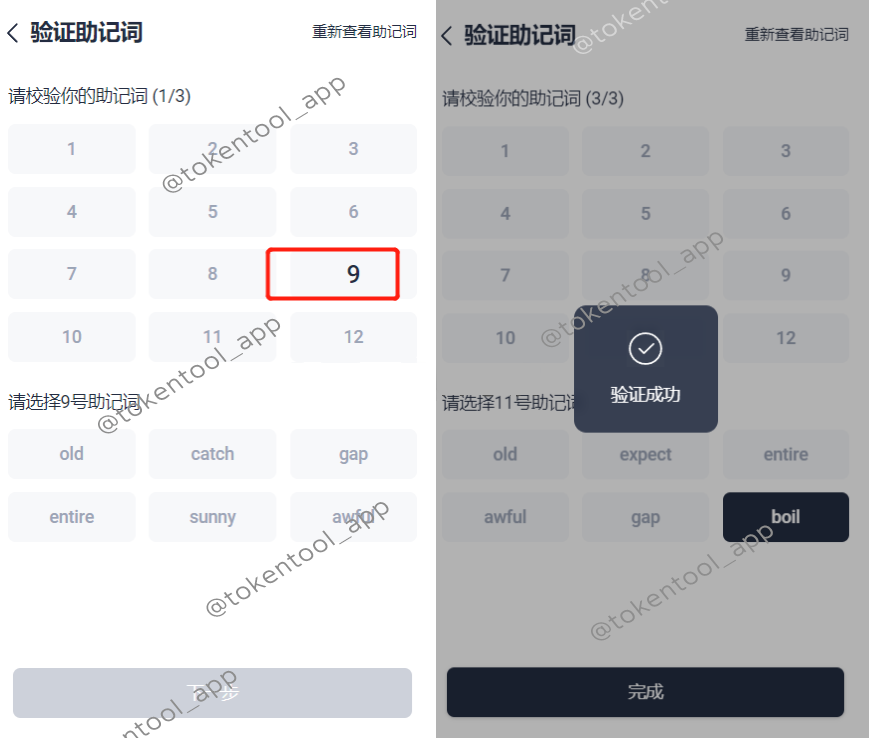 验证助记词
重新查看助记词
请校验你的助记词 (1/3)
1 2 3
4 5 6
7 8 9
10 11 12
请选择9号助记词
old catch gap
entire sunny awful
下一步
@tokentool_app
@tokentool_app
@tokentool_app
ntool_app
验证助记词
重新查看助记词
请校验你的助记词 (3/3)
1 2 3
4 5 6
7 8 9
10 12
验证成功
请选择11号助记词
old expect entire
awful gap boil
完成
@tokent
@tokentool_app
@tokentool_app